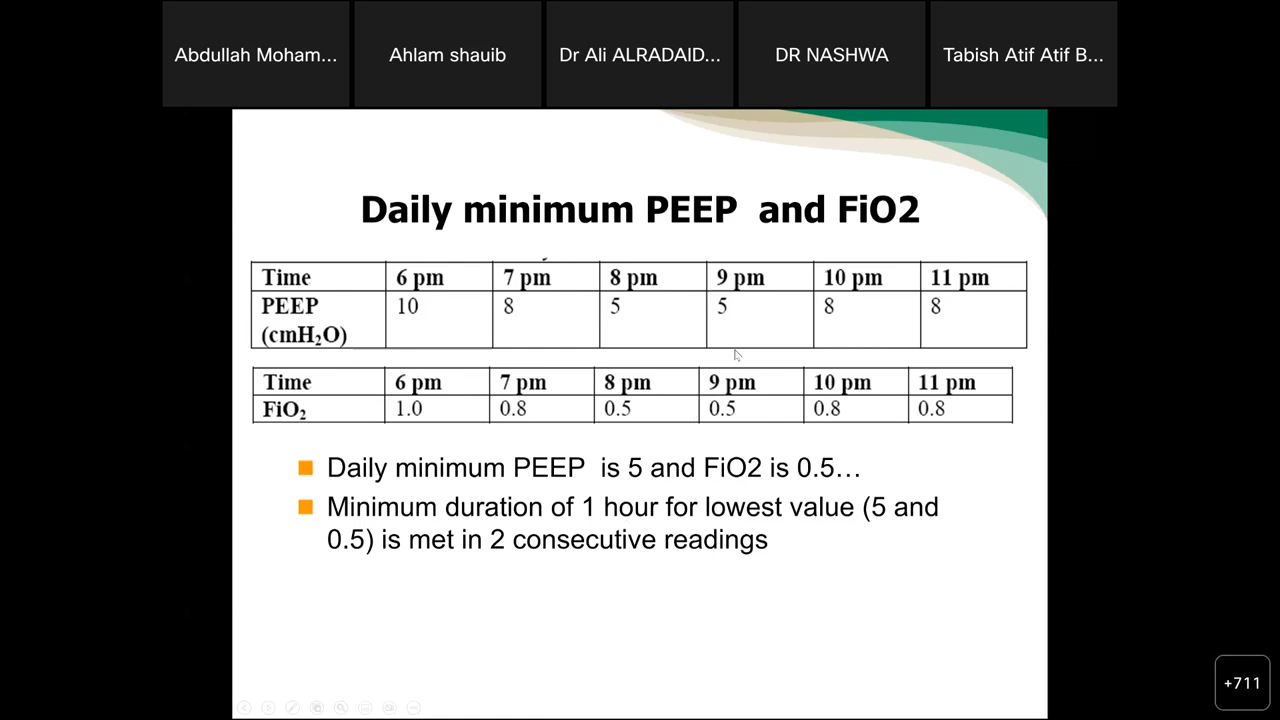 Abdullah Moham...
Ahlam shauib
Dr Ali ALRADAID...
DR NASHWA
Tabish Atif Atif B...
Daily minimum PEEP and FiO2
Time 6 pm 7 pm 8 pm 9 pm 10 pm 11 pm
PEEP 10 8 5 5 8 8
(cmH₂O)
Time 6 pm 7 pm 8 pm 9 pm 10 pm 11 pm
FiO₂ 1.0 0.8 0.5 0.5 0.8 0.8
Daily minimum PEEP is 5 and FiO2 is 0.5…
Minimum duration of 1 hour for lowest value (5 and
0.5) is met in 2 consecutive readings
+711